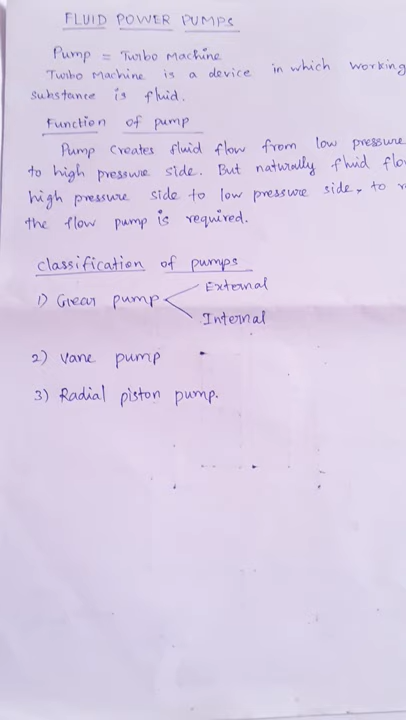 FLUID POWER PUMPS
Pump = Turbo Machine
Turbo Machine is a device in which working
substance is fluid.
Function of pump
Pump creates fluid flow from low pressure
to high pressure side. But naturally fluid flo
high pressure side to low pressure side, to r
the flow pump is required.
Classification of pumps
1) Gear pump
External
Internal
2) Vane pump
3) Radial piston pump.